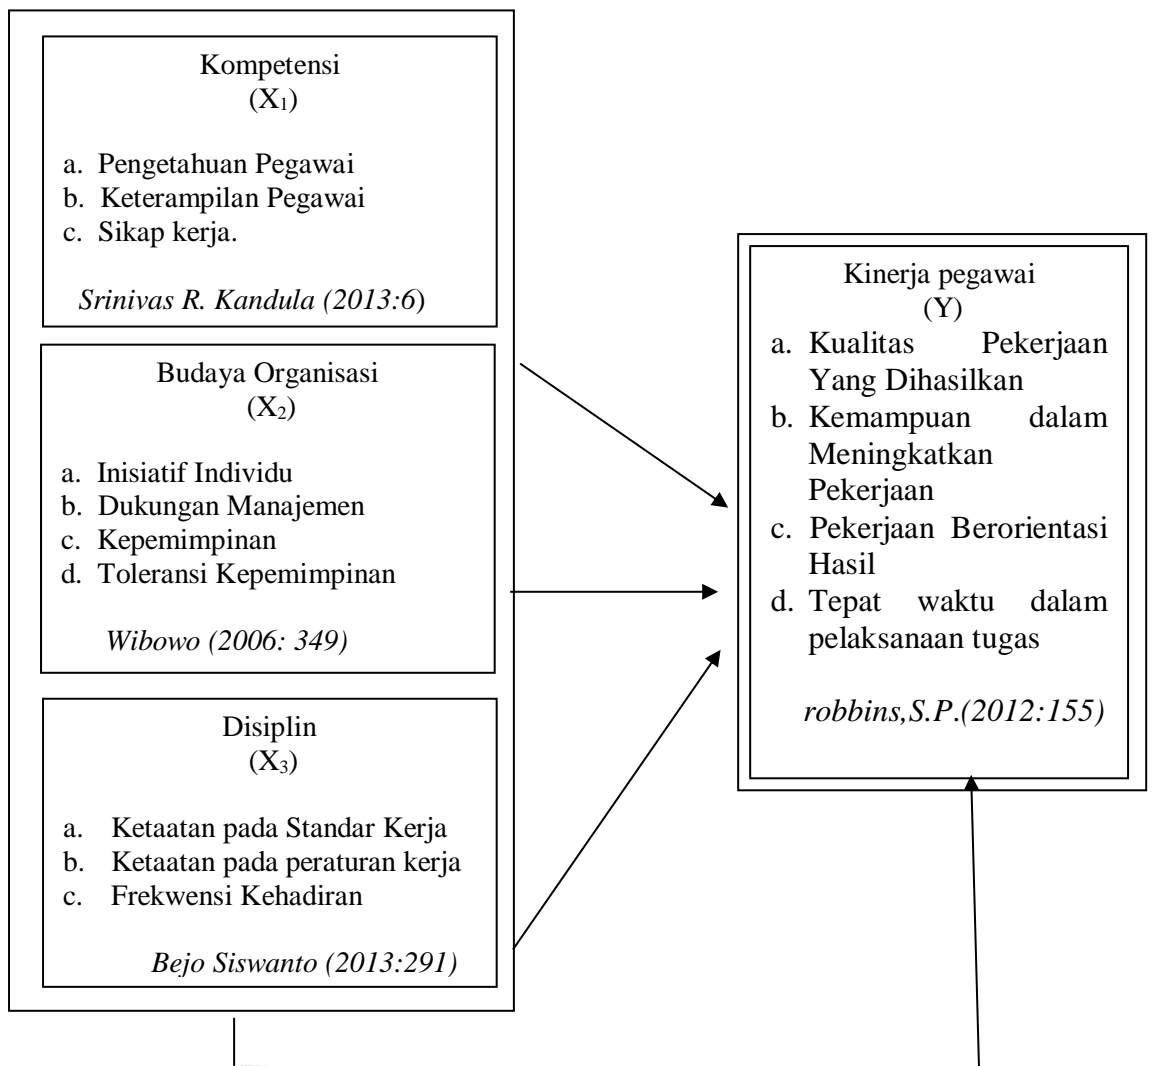 Kompetensi
(X₁)
a. Pengetahuan Pegawai
b. Keterampilan Pegawai
c. Sikap kerja.
Srinivas R. Kandula (2013:6)
Budaya Organisasi
(X₂)
a. Inisiatif Individu
b. Dukungan Manajemen
c. Kepemimpinan
d. Toleransi Kepemimpinan
Wibowo (2006: 349)
Disiplin
(X₃)
a. Ketaatan pada Standar Kerja
b. Ketaatan pada peraturan kerja
c. Frekwensi Kehadiran
Bejo Siswanto (2013:291)
Kinerja pegawai
(Y)
a. Kualitas Pekerjaan
Yang Dihasilkan
b. Kemampuan dalam
Meningkatkan
Pekerjaan
c. Pekerjaan Berorientasi
Hasil
d. Tepat waktu dalam
pelaksanaan tugas
robbins,S.P.(2012:155)